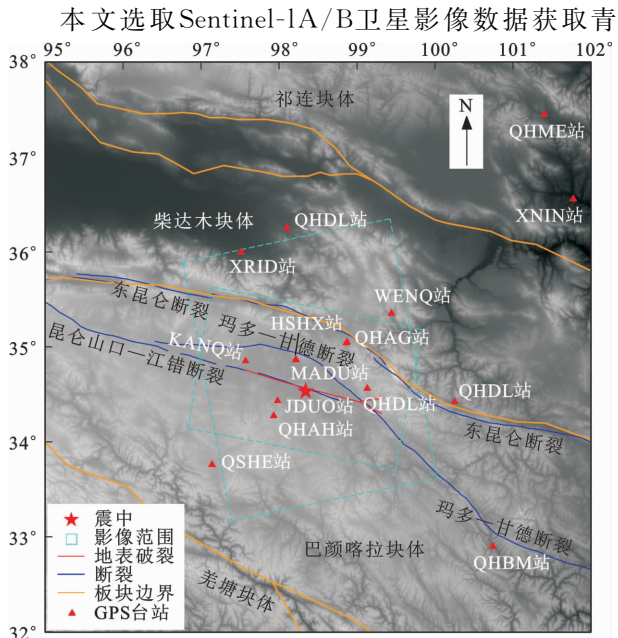 本文选取Sentinel-1A/B卫星影像数据获取青
95 96 97 98 99 100 101 102
38°
37°
36°
35°
34°
33°
32°
祁连块体
N
QHME站
XNIN站
柴达木块体
QHDL站
XRID站
WENQ站
东昆仑断裂
HSHX站
玛多—甘德断裂
QHAG站
昆仑山口—江错断裂
KANQ站
MADU站
JDUO站
QHDL站
QHDL站
QHAH站
东昆仑断裂
QSHE站
玛多—甘德断裂
巴颜喀拉块体
QHBM站
羌塘块体
震中
影像范围
地表破裂
断裂
板块边界
GPS台站